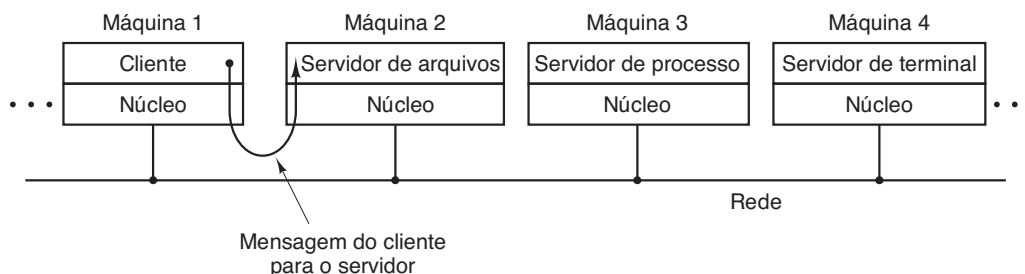 Máquina 1
Máquina 2
Máquina 3
Máquina 4
Cliente
Servidor de arquivos
Servidor de processo
Servidor de terminal
Núcleo
Núcleo
Núcleo
Núcleo
Rede
Mensagem do cliente
para o servidor